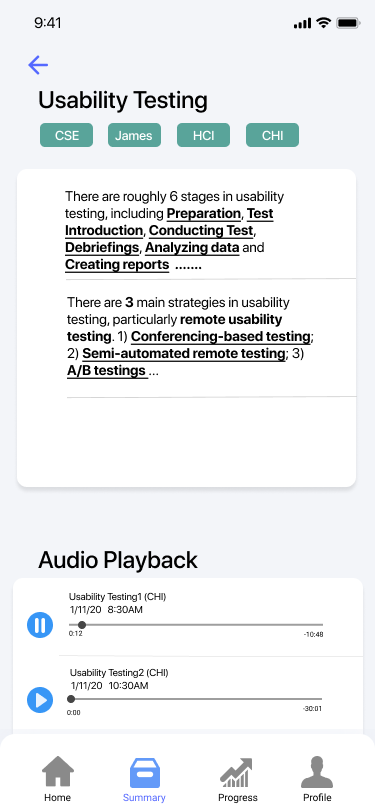 9:41
Usability Testing
CSE James HCI CHI
There are roughly 6 stages in usability
testing, including Preparation, Test
Introduction, Conducting Test,
Debriefings, Analyzing data and
Creating reports .......
There are 3 main strategies in usability
testing, particularly remote usability
testing. 1) Conferencing-based testing;
2) Semi-automated remote testing; 3)
A/B testings ...
Audio Playback
Usability Testing1 (CHI)
1/11/20 8:30AM
0:12 -10:48
Usability Testing2 (CHI)
1/11/20 10:30AM
0:00 -30:01
Home Summary Progress Profile